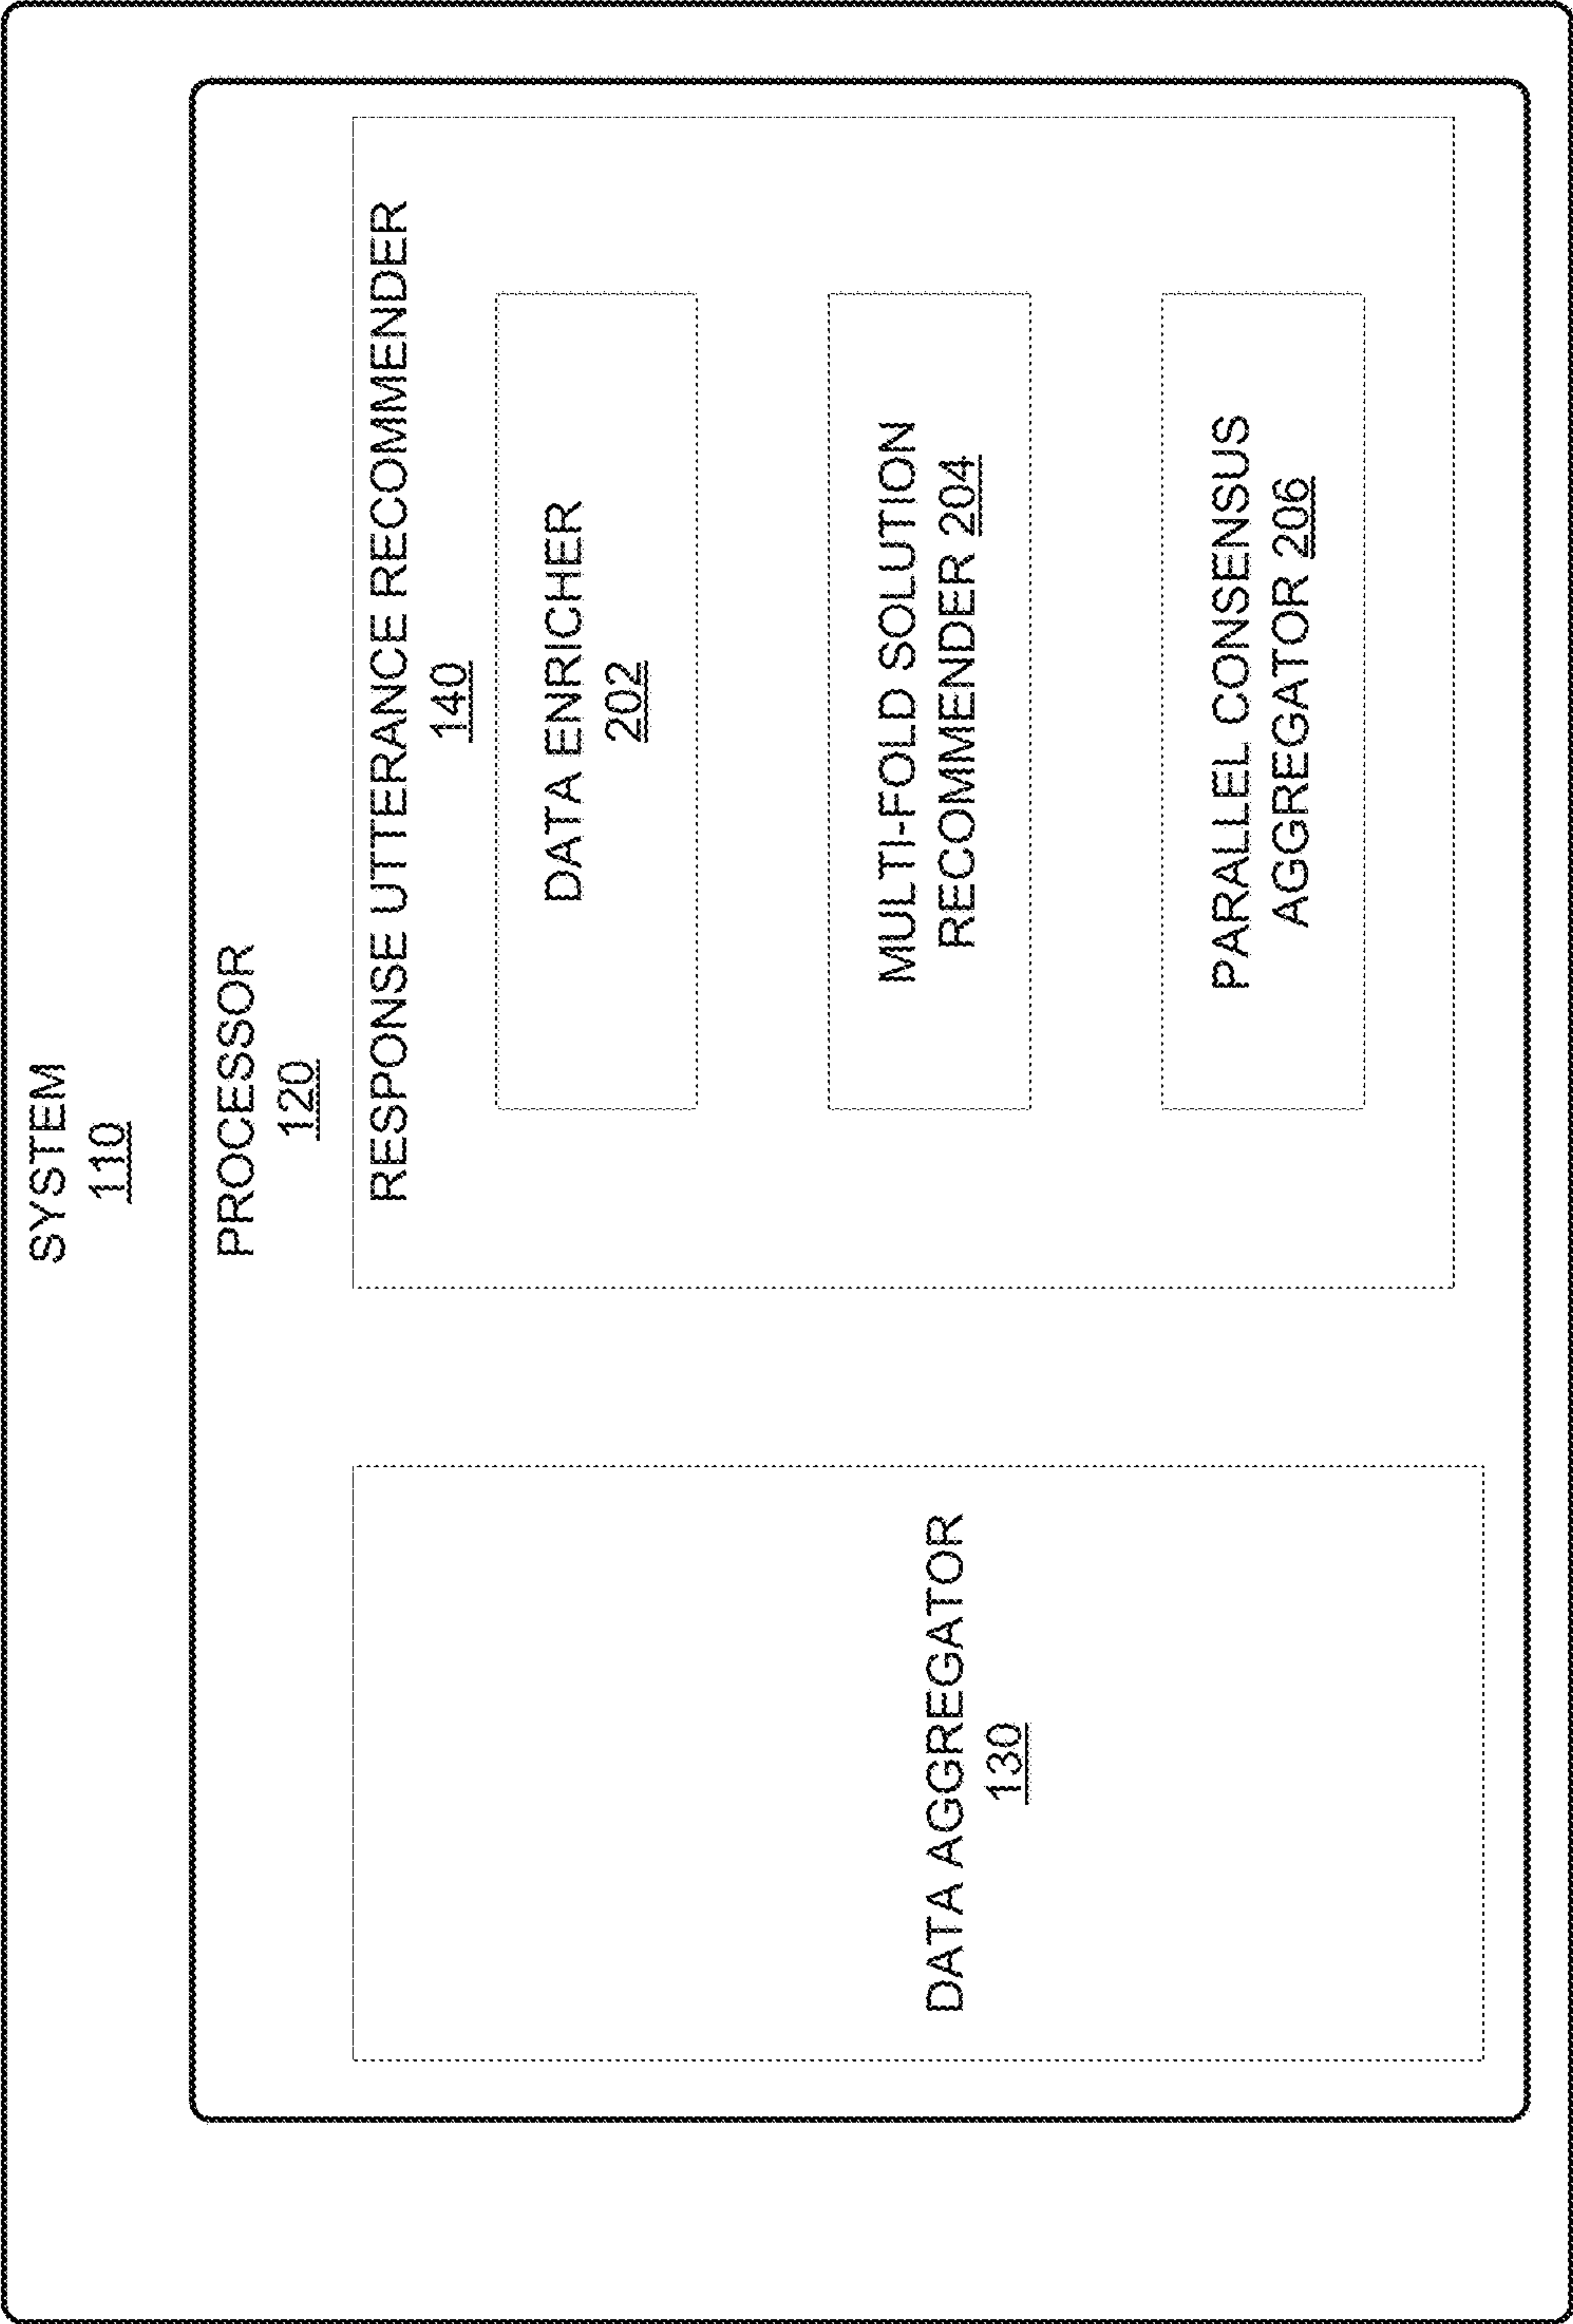 SYSTEM
110
PROCESSOR
120
DATA AGGREGATOR
130
RESPONSE UTTERANCE RECOMMENDER
140
DATA ENRICHER
202
MULTI-FOLD SOLUTION
RECOMMENDER 204
PARALLEL CONSENSUS
AGGREGATOR 206